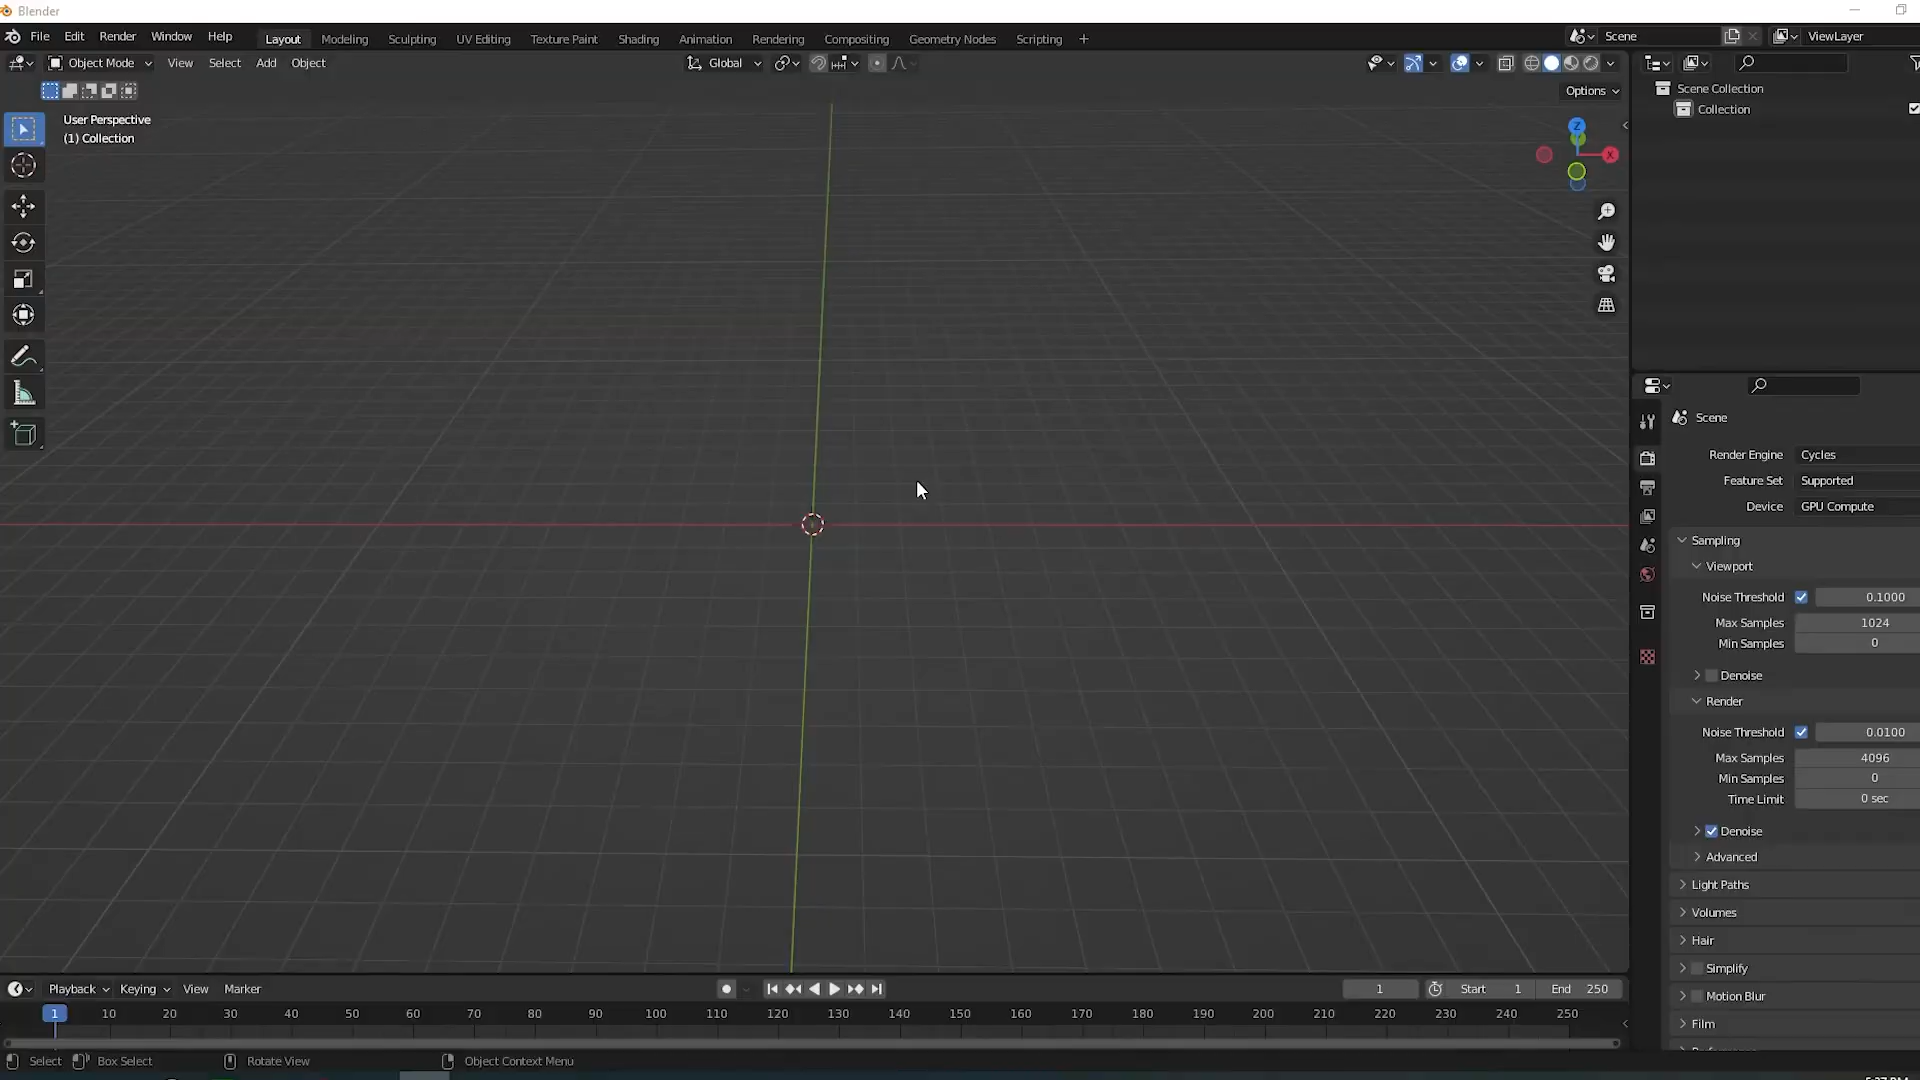 Blender
File Edit Render Window Help Layout Modeling Sculpting UV Editing Texture Paint Shading Animation Rendering Compositing Geometry Nodes Scripting + Scene ViewLayer
Object Mode View Select Add Object Global
Options
User Perspective
(1) Collection
Z
X
Scene Collection
Collection
Scene
Render Engine Cycles
Feature Set Supported
Device GPU Compute
Sampling
Viewport
Noise Threshold 0.1000
Max Samples 1024
Min Samples 0
Denoise
Render
Noise Threshold 0.0100
Max Samples 4096
Min Samples 0
Time Limit 0 sec
Denoise
Advanced
Light Paths
Volumes
Hair
Simplify
Motion Blur
Film
Playback Keying View Marker 1 Start 1 End 250
1 10 20 30 40 50 60 70 80 90 100 110 120 130 140 150 160 170 180 190 200 210 220 230 240 250
Select Box Select Rotate View Object Context Menu